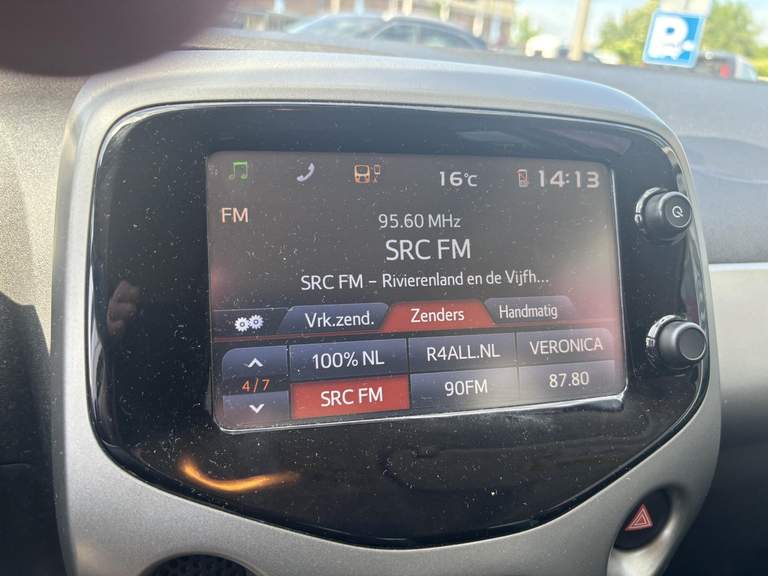 16°C 14:13
FM
95.60 MHz
SRC FM
SRC FM – Rivierenland en de Vijfh...
Vrk.zend. Zenders Handmatig
100% NL R4ALL.NL VERONICA
4/7
SRC FM 90FM 87.80
P